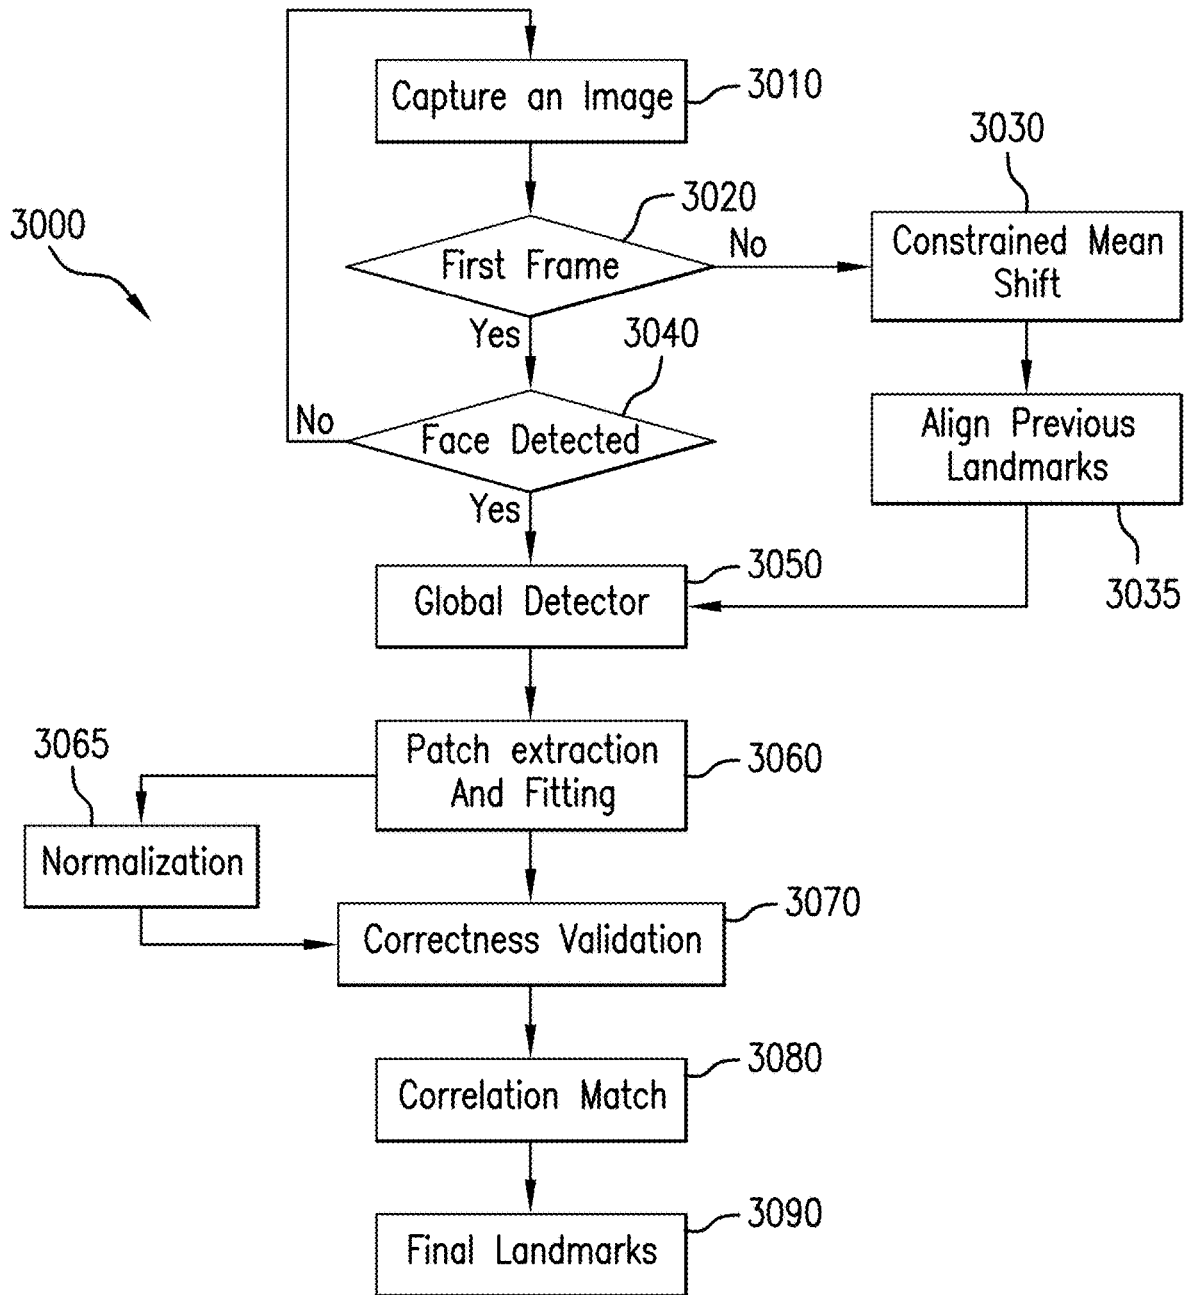 Capture an Image
3010
3000
3020
First Frame
No
3030
Constrained Mean
Shift
Yes
3040
No
Face Detected
Align Previous
Landmarks
3035
Yes
3050
Global Detector
3065
Patch extraction
And Fitting
3060
Normalization
3070
Correctness Validation
3080
Correlation Match
3090
Final Landmarks